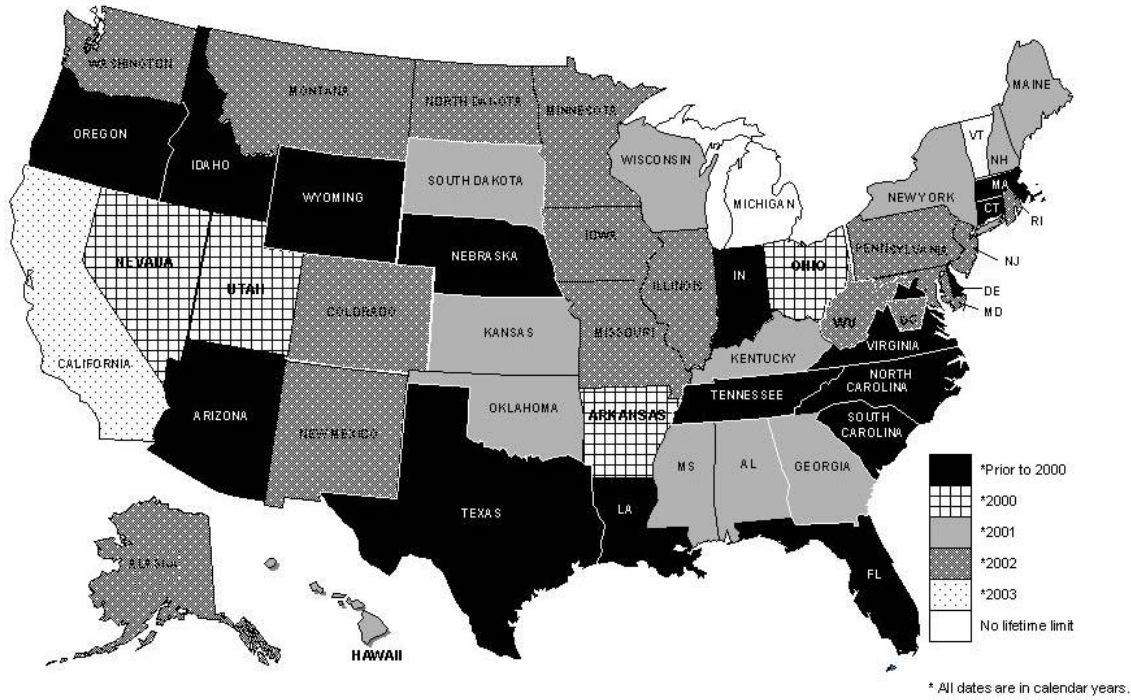 WASHINGTON
MONTANA
NORTH DAKOTA
MINNESOTA
MAINE
OREGON
IDAHO
WYOMING
SOUTH DAKOTA
WISCONSIN
MICHIGAN
VT
NH
NEW YORK
MA
CT
RI
NEVADA
UTAH
COLORADO
NEBRASKA
IOWA
ILLINOIS
IN
OHIO
PENNSYLVANIA
NJ
DE
MD
DC
WV
VIRGINIA
CALIFORNIA
KANSAS
MISSOURI
KENTUCKY
NORTH
CAROLINA
TENNESSEE
SOUTH
CAROLINA
ARIZONA
NEW MEXICO
OKLAHOMA
ARKANSAS
MS
AL
GEORGIA
TEXAS
LA
FL
ALASKA
HAWAII
*Prior to 2000
*2000
*2001
*2002
*2003
No lifetime limit
* All dates are in calendar years.